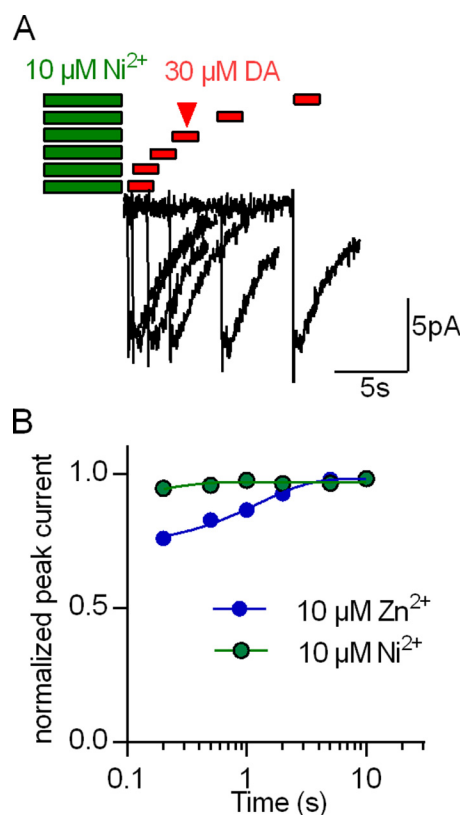 A
10 µM Ni²⁺ 30 µM DA
5pA
5s
B
normalized peak current
1.0
0.5
0.0
10 µM Zn²⁺
10 µM Ni²⁺
0.1 1 10
Time (s)